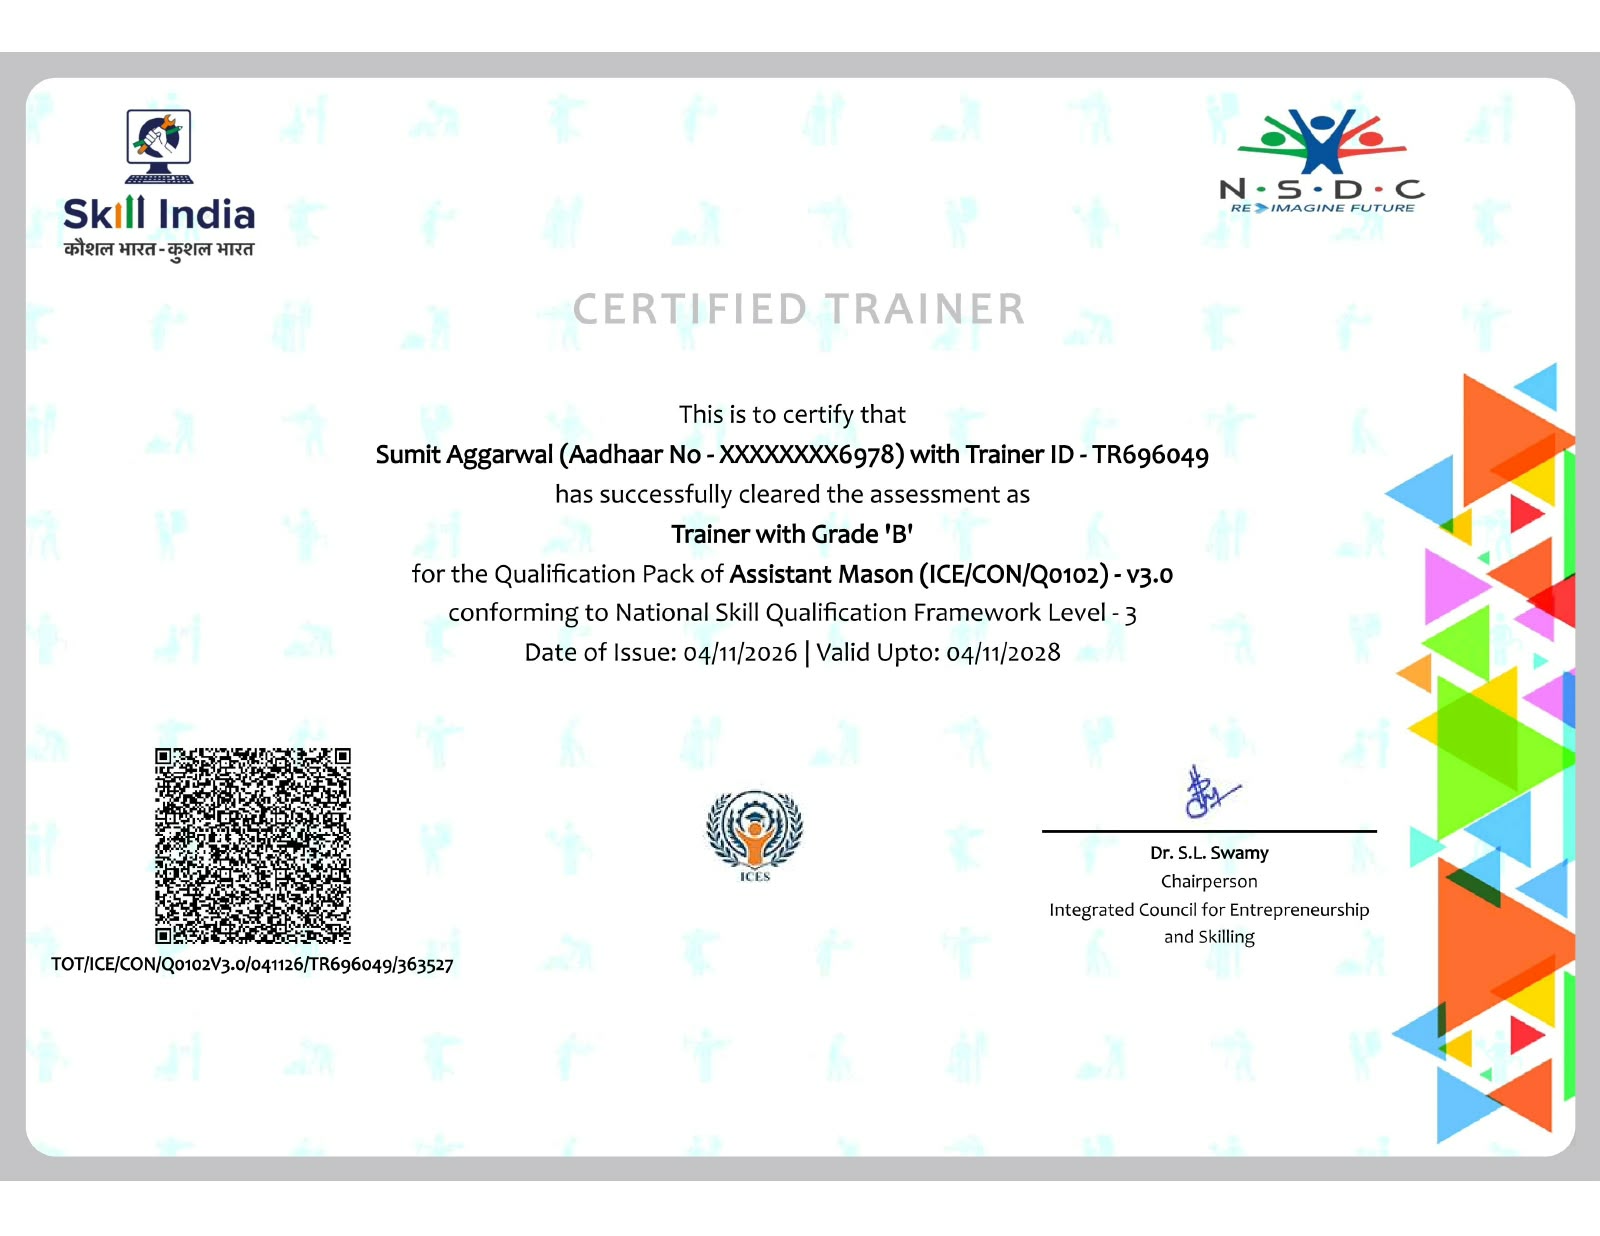 Skill India
कौशल भारत - कुशल भारत
N·S·D·C
RE IMAGINE FUTURE
CERTIFIED TRAINER
This is to certify that
Sumit Aggarwal (Aadhaar No - XXXXXXXX6978) with Trainer ID - TR696049
has successfully cleared the assessment as
Trainer with Grade 'B'
for the Qualification Pack of Assistant Mason (ICE/CON/Q0102) - v3.0
conforming to National Skill Qualification Framework Level - 3
Date of Issue: 04/11/2026 | Valid Upto: 04/11/2028
TOT/ICE/CON/Q0102V3.0/041126/TR696049/363527
ICES
Dr. S.L. Swamy
Chairperson
Integrated Council for Entrepreneurship
and Skilling